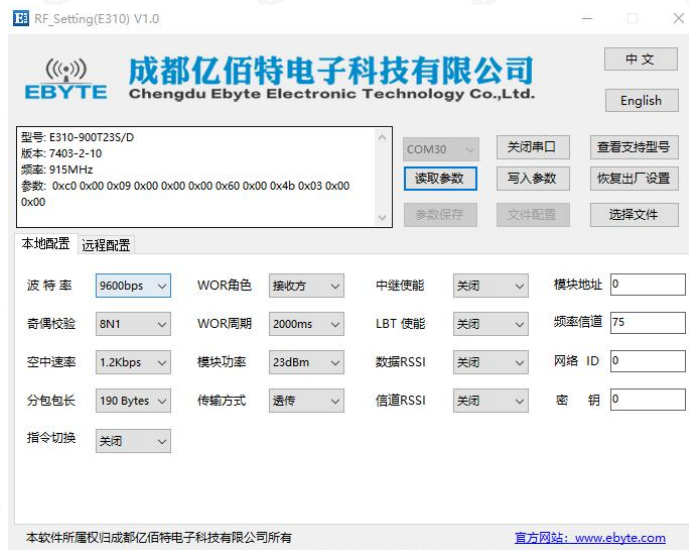 RF_Setting(E310) V1.0
EBYTE
成都亿佰特电子科技有限公司
Chengdu Ebyte Electronic Technology Co.,Ltd.
中 文
English
型号: E310-900T23S/D
版本: 7403-2-10
频率: 915MHz
参数: 0xc0 0x00 0x09 0x00 0x00 0x00 0x60 0x00 0x4b 0x03 0x00
0x00
COM30 关闭串口 查看支持型号
读取参数 写入参数 恢复出厂设置
参数保存 文件配置 选择文件
本地配置 远程配置
波 特 率 9600bps WOR角色 接收方 中继使能 关闭 模块地址 0
奇偶校验 8N1 WOR周期 2000ms LBT 使能 关闭 频率信道 75
空中速率 1.2Kbps 模块功率 23dBm 数据RSSI 关闭 网络 ID 0
分包包长 190 Bytes 传输方式 透传 信道RSSI 关闭 密 钥 0
指令切换 关闭
本软件所属权归成都亿佰特电子科技有限公司所有 官方网站：www.ebyte.com